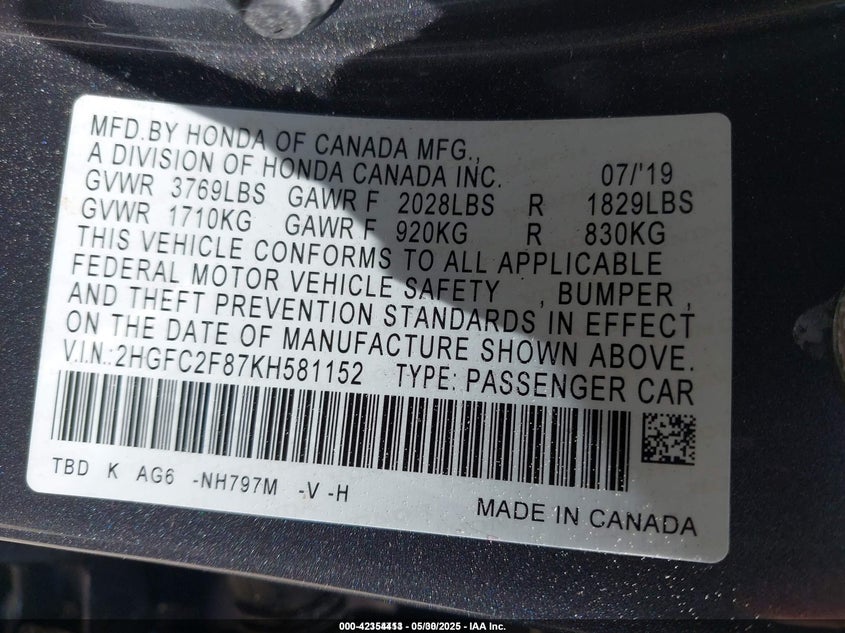 MFD.BY HONDA OF CANADA MFG.,
A DIVISION OF HONDA CANADA INC. 07/'19
GVWR 3769LBS GAWR F 2028LBS R 1829LBS
GVWR 1710KG GAWR F 920KG R 830KG
THIS VEHICLE CONFORMS TO ALL APPLICABLE
FEDERAL MOTOR VEHICLE SAFETY , BUMPER ,
AND THEFT PREVENTION STANDARDS IN EFFECT
ON THE DATE OF MANUFACTURE SHOWN ABOVE.
V.I.N.:2HGFC2F87KH581152 TYPE: PASSENGER CAR
TBD K AG6 -NH797M -V -H
MADE IN CANADA
- IAA Inc.